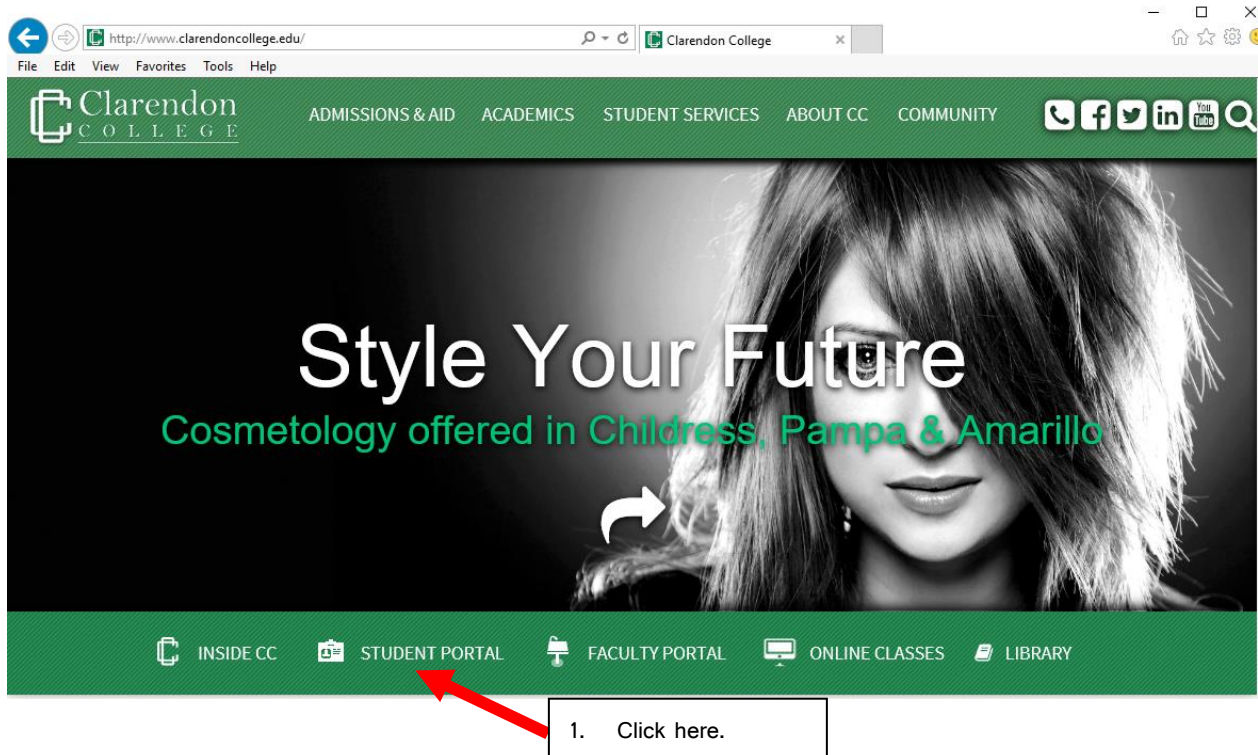 http://www.clarendoncollege.edu/
Clarendon College
File Edit View Favorites Tools Help
Clarendon
COLLEGE
ADMISSIONS & AID ACADEMICS STUDENT SERVICES ABOUT CC COMMUNITY
You
Tube
Style Your Future
Cosmetology offered in Childress, Pampa & Amarillo
INSIDE CC STUDENT PORTAL FACULTY PORTAL ONLINE CLASSES LIBRARY
1. Click here.